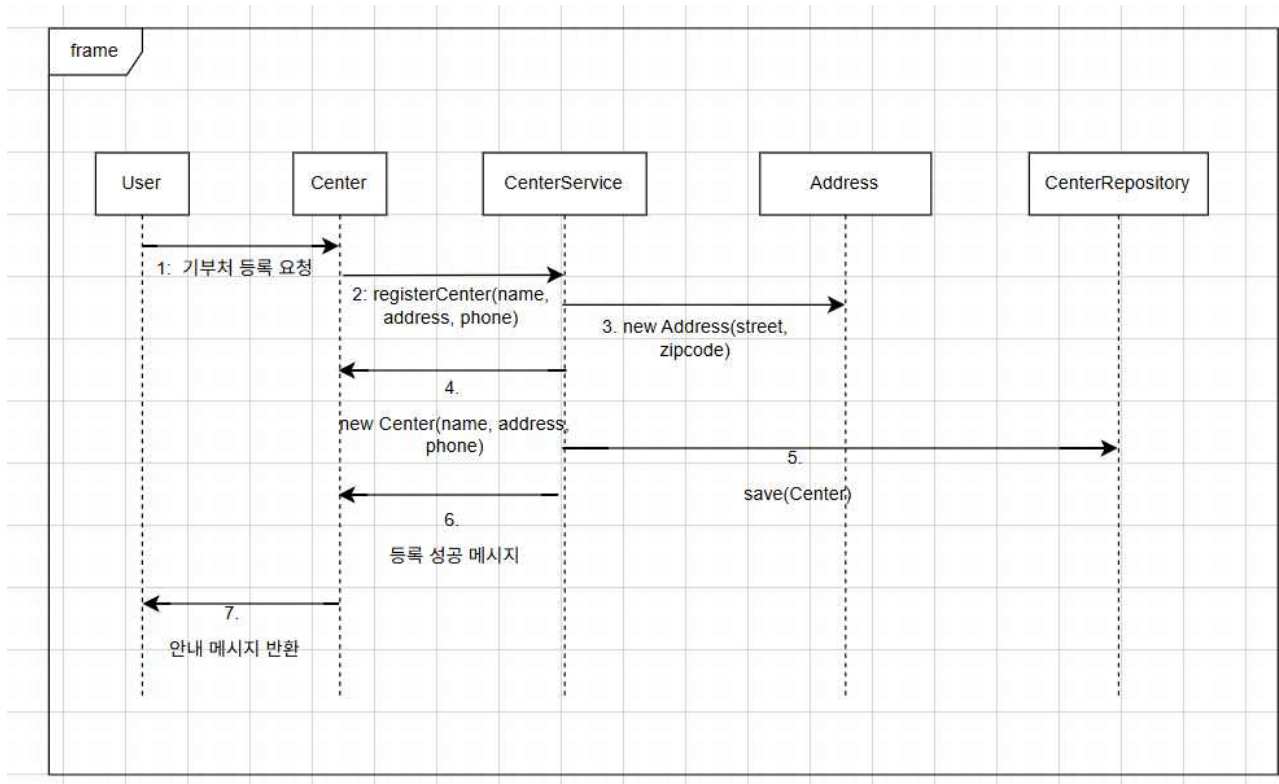 frame
User
Center
CenterService
Address
CenterRepository
1: 기부처 등록 요청
2: registerCenter(name,
address, phone)
3. new Address(street,
zipcode)
4.
new Center(name, address,
phone)
5.
save(Center)
6.
등록 성공 메시지
7.
안내 메시지 반환